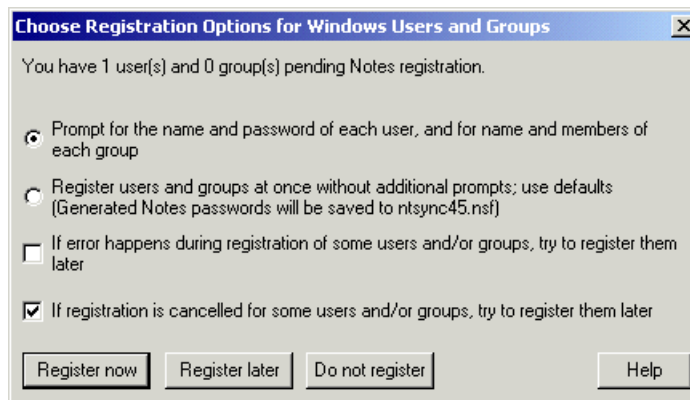 Choose Registration Options for Windows Users and Groups
You have 1 user(s) and 0 group(s) pending Notes registration.
Prompt for the name and password of each user, and for name and members of
each group
Register users and groups at once without additional prompts; use defaults
(Generated Notes passwords will be saved to ntsync45.nsf)
If error happens during registration of some users and/or groups, try to register them
later
If registration is cancelled for some users and/or groups, try to register them later
Register now Register later Do not register Help